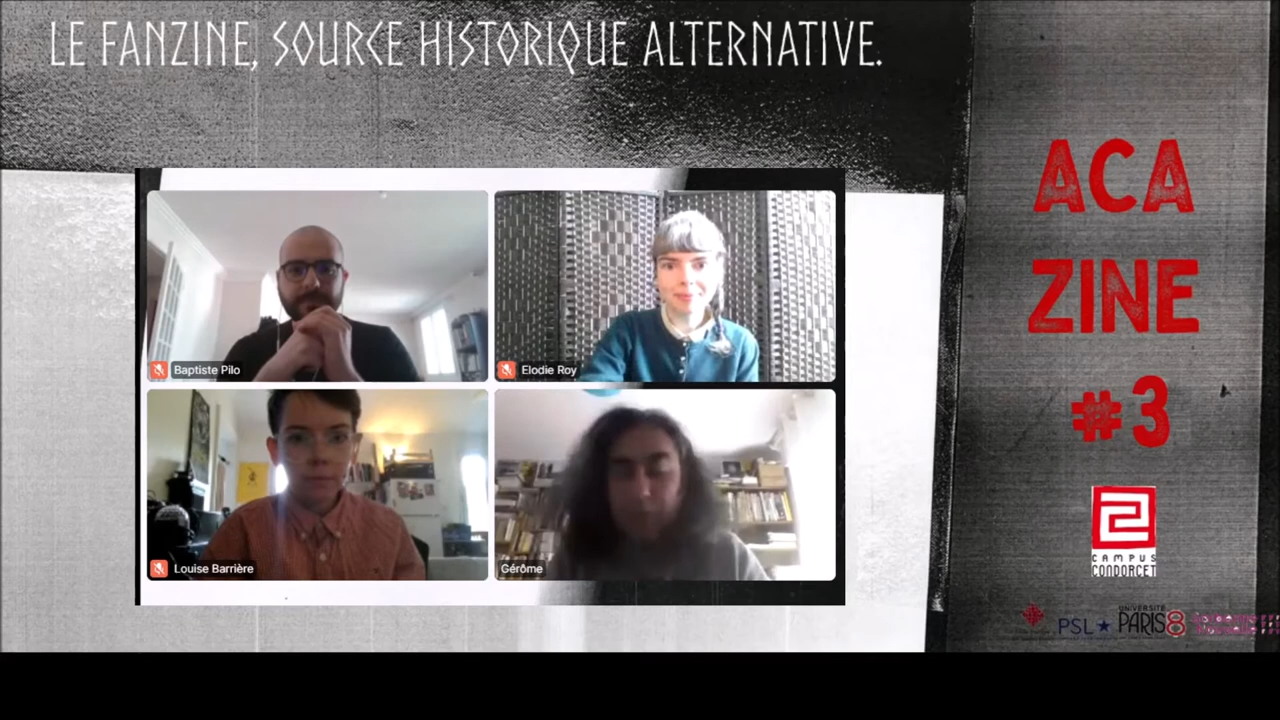 LE FANZINE, SOURCE HISTORIQUE ALTERNATIVE.
ACA
ZINE
#3
Baptiste Pilo
Elodie Roy
Louise Barrière
Gérôme
CAMPUS
CONDORCET
PSL
UNIVERSITÉ
PARIS 8